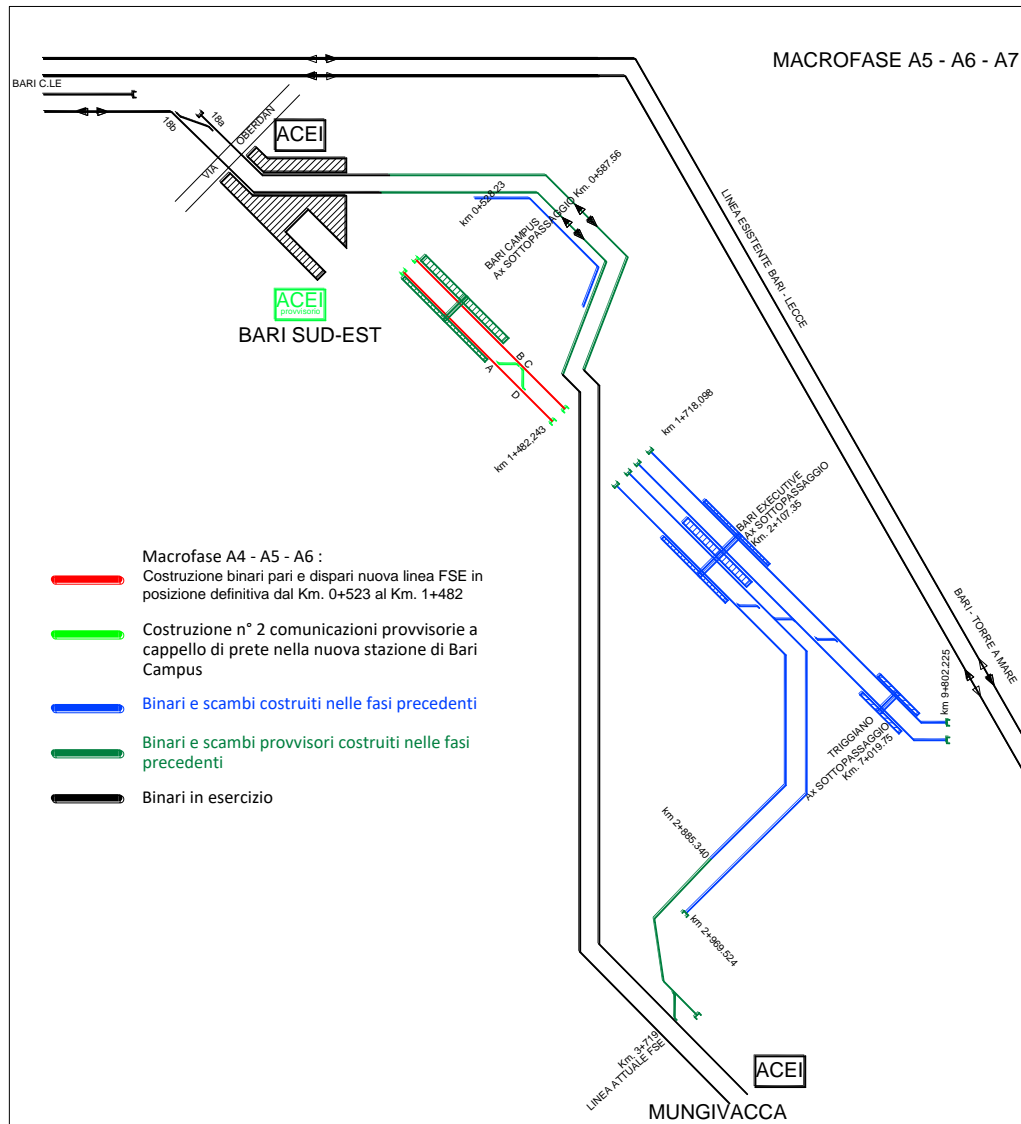 MACROFASE A5 - A6 - A7
BARI C.LE
18a
18b
VIA
OBERDAN
ACEI
km 0+528.23
BARI CAMPUS
Ax SOTTOPASSAGGIO Km. 0+587.56
LINEA ESISTENTE BARI - LECCE
ACEI
provvisorio
BARI SUD-EST
A
B C
D
km 1+482,243
km 1+718,098
BARI EXECUTIVE
Ax SOTTOPASSAGGIO
Km. 2+107.35
BARI - TORRE A MARE
Macrofase A4 - A5 - A6 :
Costruzione binari pari e dispari nuova linea FSE in
posizione definitiva dal Km. 0+523 al Km. 1+482
Costruzione n° 2 comunicazioni provvisorie a
cappello di prete nella nuova stazione di Bari
Campus
Binari e scambi costruiti nelle fasi precedenti
Binari e scambi provvisori costruiti nelle fasi
precedenti
Binari in esercizio
km 9+802.225
TRIGGIANO
Ax SOTTOPASSAGGIO
Km. 7+019.75
km 2+885.340
km 2+969.524
Km. 3+719
LINEA ATTUALE FSE
ACEI
MUNGIVACCA